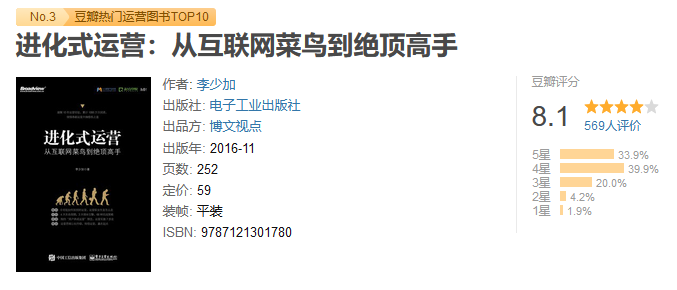 No.3 豆瓣热门运营图书TOP10
进化式运营：从互联网菜鸟到绝顶高手
Broadview
进化式运营
从互联网菜鸟到绝顶高手
作者: 李少加
出版社: 电子工业出版社
出品方: 博文视点
出版年: 2016-11
页数: 252
定价: 59
装帧: 平装
ISBN: 9787121301780
豆瓣评分
8.1
569人评价
5星 33.9%
4星 39.9%
3星 20.0%
2星 4.2%
1星 1.9%